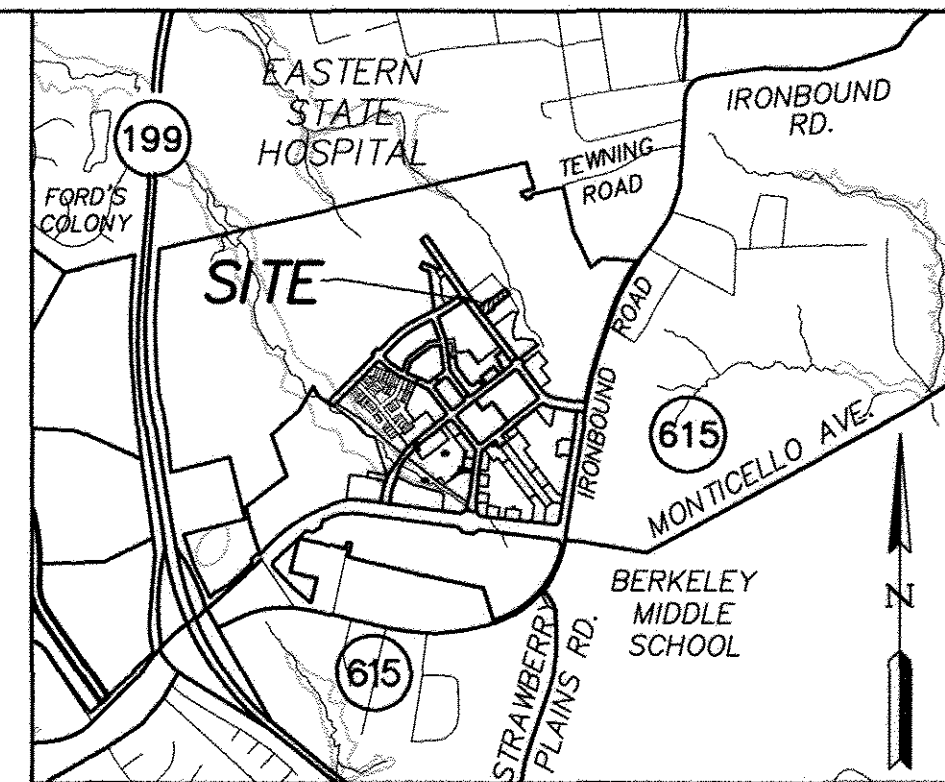 EASTERN
STATE
HOSPITAL
IRONBOUND
RD.
199
TEWNING
ROAD
FORD'S
COLONY
SITE
IRONBOUND ROAD
615
MONTICELLO AVE.
N
BERKELEY
MIDDLE
SCHOOL
615
STRAWBERRY
PLAINS RD.